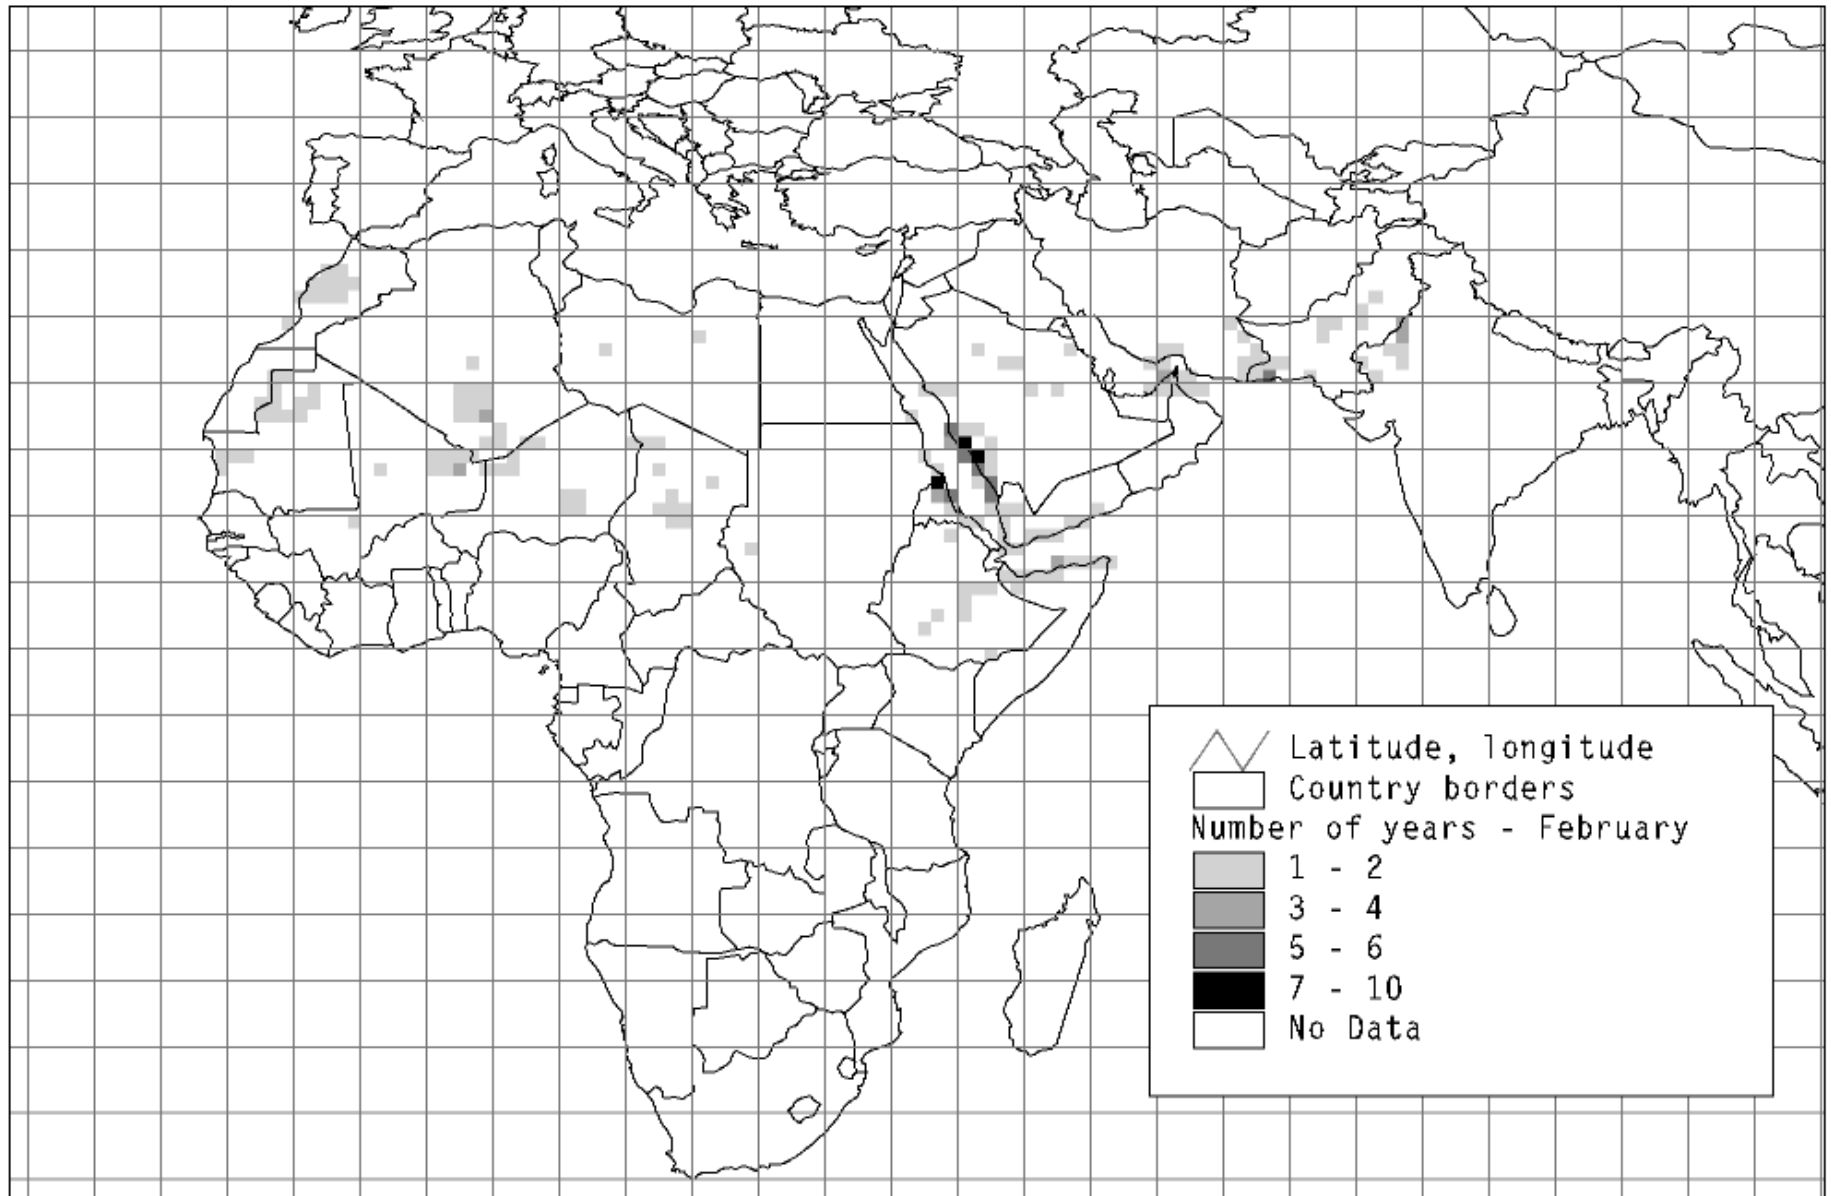 Latitude, longitude
Country borders
Number of years - February
1 - 2
3 - 4
5 - 6
7 - 10
No Data